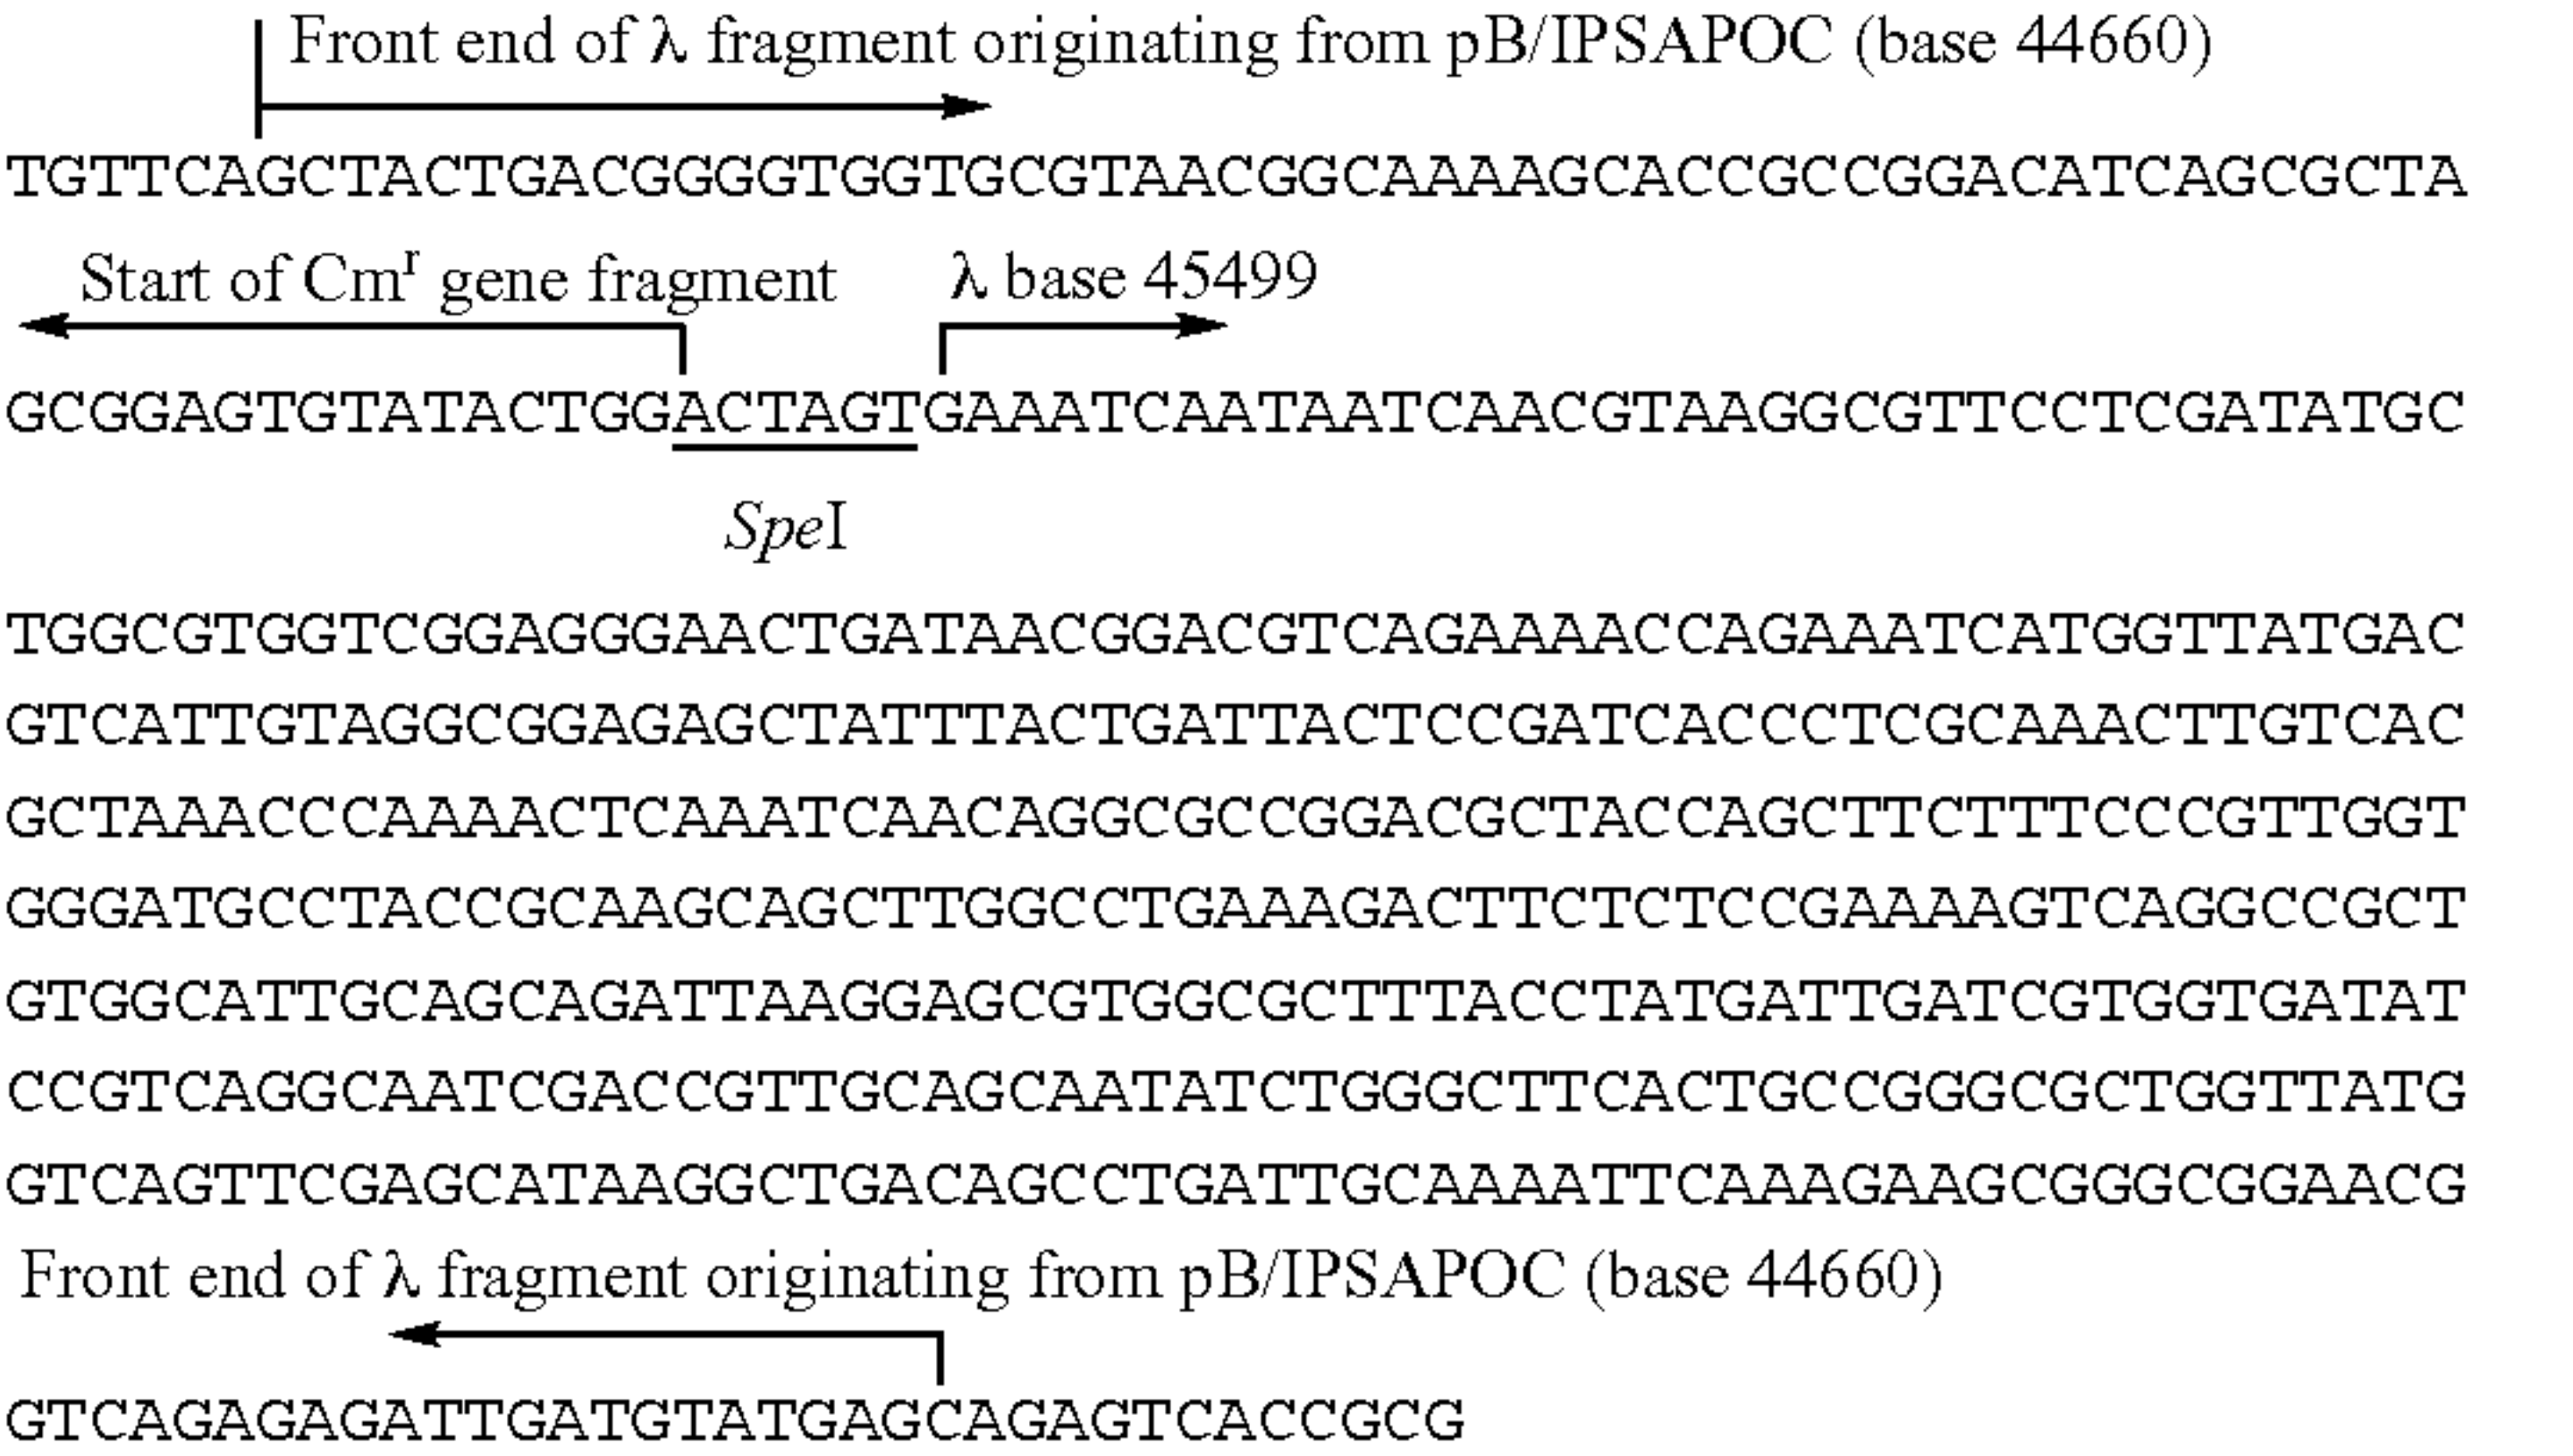 Front end of λ fragment originating from pB/IPSAPOC (base 44660)
TGTTCAGCTACTGACGGGGTGGTGCGTAACGGCAAAAGCACCGCCGGACATCAGCGCTA
Start of Cmʳ gene fragment λ base 45499
GCGGAGTGTATACTGGACTAGTGAAATCAATAATCAACGTAAGGCGTTCCTCGATATGC
SpeI
TGGCGTGGTCGGAGGGAACTGATAACGGACGTCAGAAAACCAGAAATCATGGTTATGAC
GTCATTGTAGGCGGAGAGCTATTTACTGATTACTCCGATCACCCTCGCAAACTTGTCAC
GCTAAACCCAAAACTCAAATCAACAGGCGCCGGACGCTACCAGCTTCTTTCCCGTTGGT
GGGATGCCTACCGCAAGCAGCTTGGCCTGAAAGACTTCTCTCCGAAAAGTCAGGCCGCT
GTGGCATTGCAGCAGATTAAGGAGCGTGGCGCTTTACCTATGATTGATCGTGGTGATAT
CCGTCAGGCAATCGACCGTTGCAGCAATATCTGGGCTTCACTGCCGGGCGCTGGTTATG
GTCAGTTCGAGCATAAGGCTGACAGCCTGATTGCAAAATTCAAAGAAGCGGGCGGAACG
Front end of λ fragment originating from pB/IPSAPOC (base 44660)
GTCAGAGAGATTGATGTATGAGCAGAGTCACCGCG